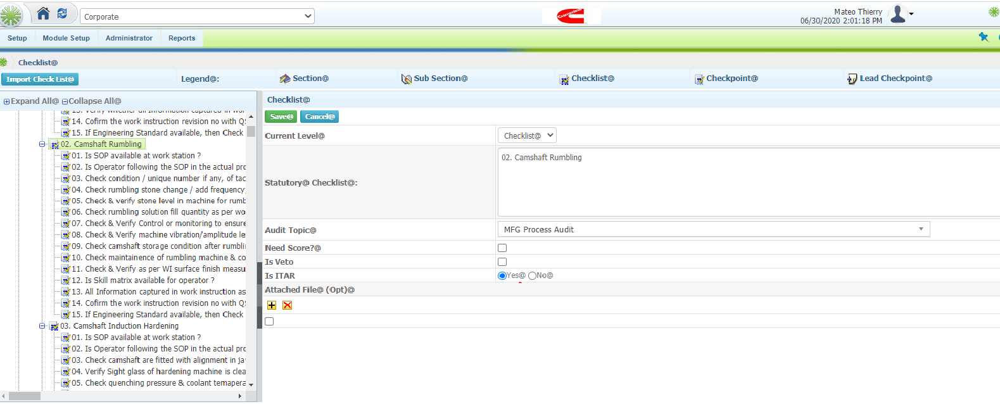 Corporate
Cummins
Mateo Thierry
06/30/2020 2:01:18 PM
Setup Module Setup Administrator Reports
Checklist@
Import Check List@ Legend@: Section@ Sub Section@ Checklist@ Checkpoint@ Lead Checkpoint@
Expand All@ Collapse All@
13. Verify whether all information captured in
14. Cofirm the work instruction revision no with QS
15. If Engineering Standard available, then Check
02. Camshaft Rumbling
01. Is SOP available at work station ?
02. Is Operator following the SOP in the actual pro
03. Check condition / unique number if any, of tac
04. Check rumbling stone change / add frequency
05. Check & verify stone level in machine for rumb
06. Check rumbling solution fill quantity as per wo
07. Check & Verify Control or monitoring to ensure
08. Check & Verify machine vibration/amplitude le
09. Check camshaft storage condition after rumbli
10. Check maintainence of rumbling machine & co
11. Check & Verify as per WI surface finish measu
12. Is Skill matrix available for operator ?
13. All Information captured in work instruction as
14. Cofirm the work instruction revision no with QS
15. If Engineering Standard available, then Check
03. Camshaft Induction Hardening
01. Is SOP available at work station ?
02. Is Operator following the SOP in the actual pro
03. Check camshaft are fitted with alignment in ja
04. Verify Sight glass of hardening machine is clea
05. Check quenching pressure & coolant temapera
Checklist@
Save@ Cancel@
Current Level@ Checklist@
Statutory@ Checklist@: 02. Camshaft Rumbling
Audit Topic@ MFG Process Audit
Need Score?@
Is Veto
Is ITAR Yes@ No@
Attached File@ (Opt)@